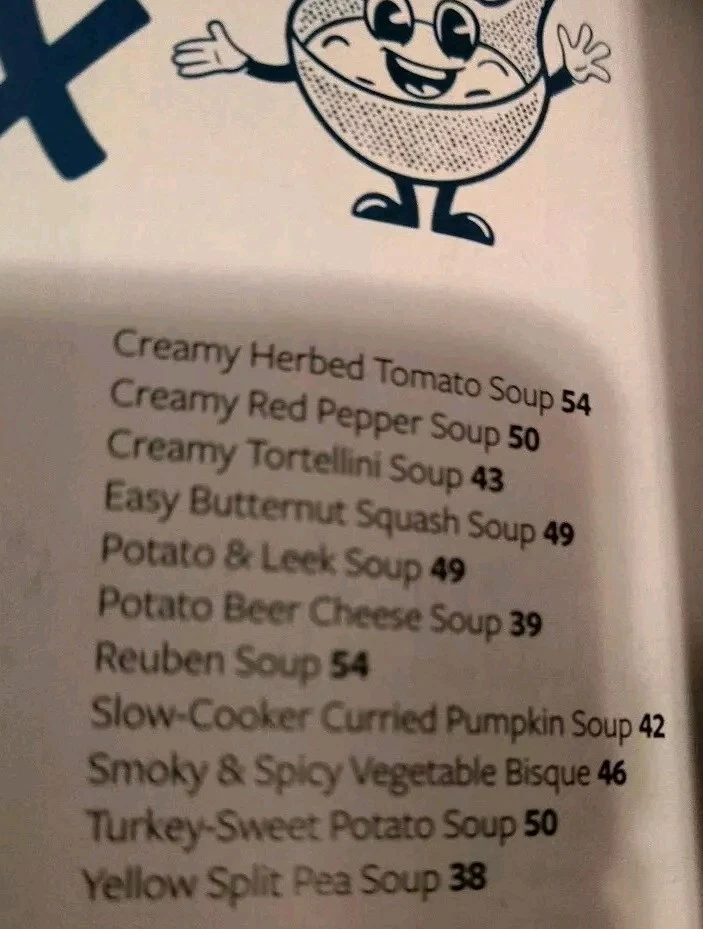 X
Creamy Herbed Tomato Soup 54
Creamy Red Pepper Soup 50
Creamy Tortellini Soup 43
Easy Butternut Squash Soup 49
Potato & Leek Soup 49
Potato Beer Cheese Soup 39
Reuben Soup 54
Slow-Cooker Curried Pumpkin Soup 42
Smoky & Spicy Vegetable Bisque 46
Turkey-Sweet Potato Soup 50
Yellow Split Pea Soup 38